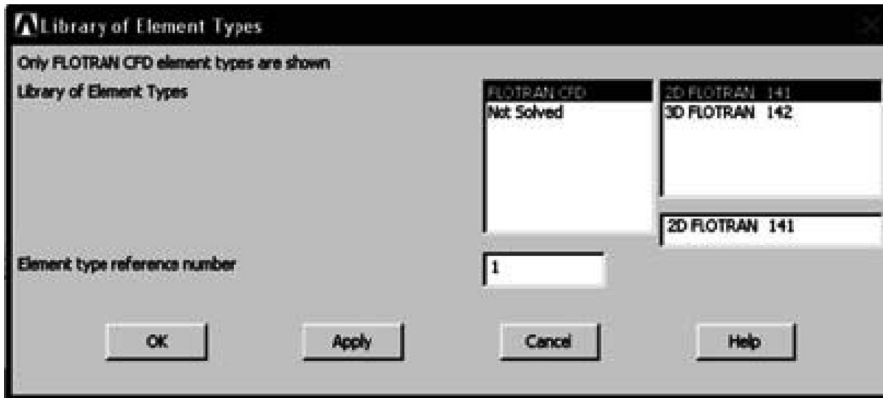 Library of Element Types
Only FLOTRAN CFD element types are shown
Library of Element Types
FLOTRAN CFD
Not Solved
2D FLOTRAN 141
3D FLOTRAN 142
2D FLOTRAN 141
Element type reference number
1
OK
Apply
Cancel
Help